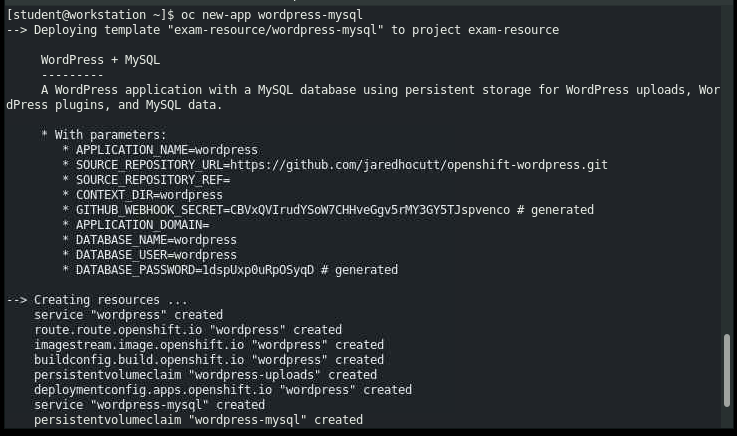 [student@workstation ~]$ oc new-app wordpress-mysql
--> Deploying template "exam-resource/wordpress-mysql" to project exam-resource
WordPress + MySQL
---------
A WordPress application with a MySQL database using persistent storage for WordPress uploads, Wor
dPress plugins, and MySQL data.
* With parameters:
* APPLICATION_NAME=wordpress
* SOURCE_REPOSITORY_URL=https://github.com/jaredhocutt/openshift-wordpress.git
* SOURCE_REPOSITORY_REF=
* CONTEXT_DIR=wordpress
* GITHUB_WEBHOOK_SECRET=CBVxQVIrudYSoW7CHHveGgv5rMY3GY5TJspvenco # generated
* APPLICATION_DOMAIN=
* DATABASE_NAME=wordpress
* DATABASE_USER=wordpress
* DATABASE_PASSWORD=1dspUxp0uRpOSyqD # generated
--> Creating resources ...
service "wordpress" created
route.route.openshift.io "wordpress" created
imagestream.image.openshift.io "wordpress" created
buildconfig.build.openshift.io "wordpress" created
persistentvolumeclaim "wordpress-uploads" created
deploymentconfig.apps.openshift.io "wordpress" created
service "wordpress-mysql" created
persistentvolumeclaim "wordpress-mysql" created